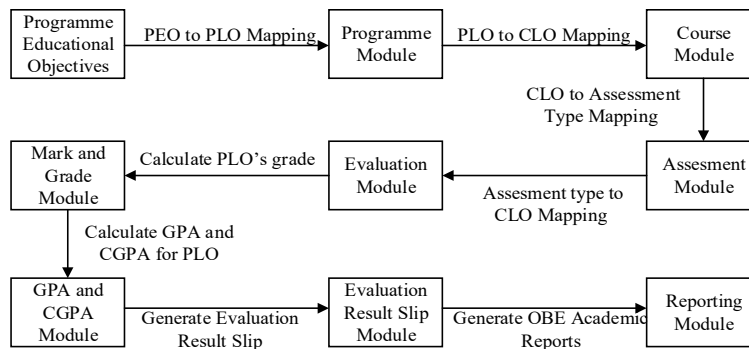 Programme
Educational
Objectives
PEO to PLO Mapping
Programme
Module
PLO to CLO Mapping
Course
Module
CLO to Assessment
Type Mapping
Mark and
Grade Module
Calculate PLO's grade
Evaluation
Module
Assesment type to
CLO Mapping
Assesment
Module
Calculate GPA and
CGPA for PLO
GPA and
CGPA
Module
Generate Evaluation
Result Slip
Evaluation
Result Slip
Module
Generate OBE Academic
Reports
Reporting
Module